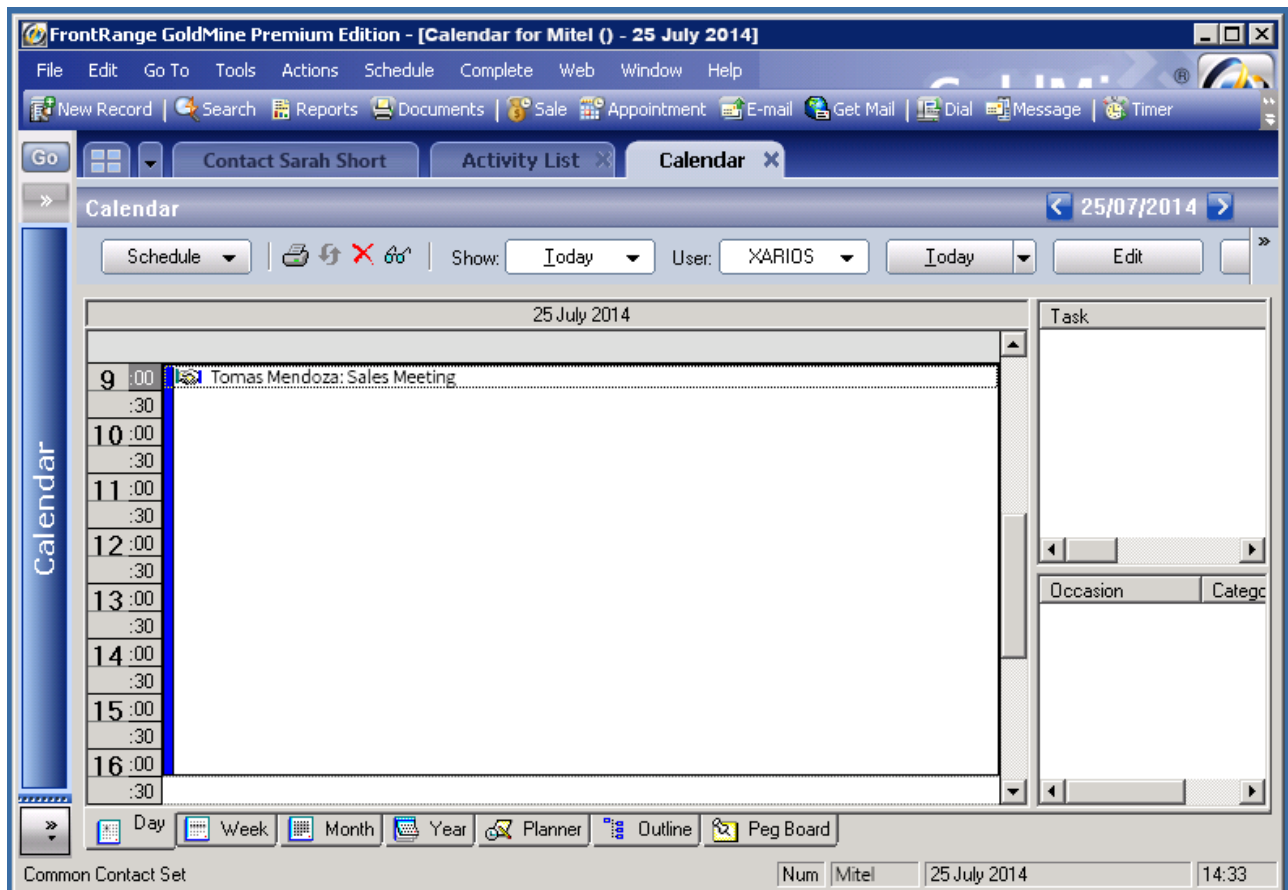 FrontRange GoldMine Premium Edition - [Calendar for Mitel () - 25 July 2014]
File Edit Go To Tools Actions Schedule Complete Web Window Help
®
New Record | Search Reports Documents | Sale Appointment E-mail Get Mail | Dial Message | Timer
Go Contact Sarah Short Activity List Calendar
Calendar 25/07/2014
Schedule Show: Today User: XARIOS Today Edit
25 July 2014 Task
9 :00 Tomas Mendoza: Sales Meeting
:30
10 :00
:30
11 :00
:30
12 :00
:30
13 :00
:30
14 :00
:30
15 :00
:30
16 :00
:30
Calendar
Occasion Catego
Day Week Month Year Planner Outline Peg Board
Common Contact Set Num Mitel 25 July 2014 14:33